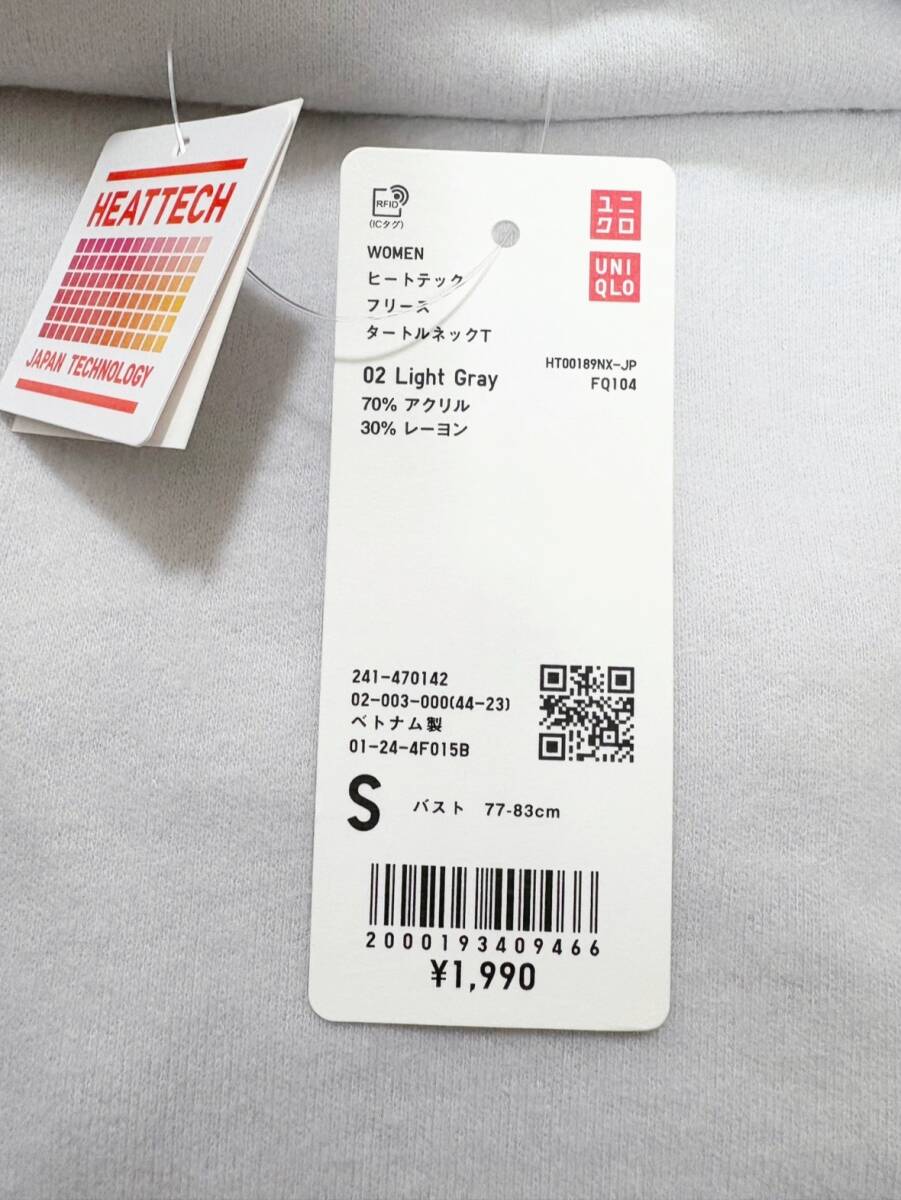 HEATTECH
JAPAN TECHNOLOGY
RFID
(ICタグ)
ユニ
クロ
UNI
QLO
WOMEN
ヒートテック
フリース
タートルネックT
HT00189NX-JP
FQ104
02 Light Gray
70% アクリル
30% レーヨン
241-470142
02-003-000(44-23)
ベトナム製
01-24-4F015B
S バスト 77-83cm
2000193409466
¥1,990